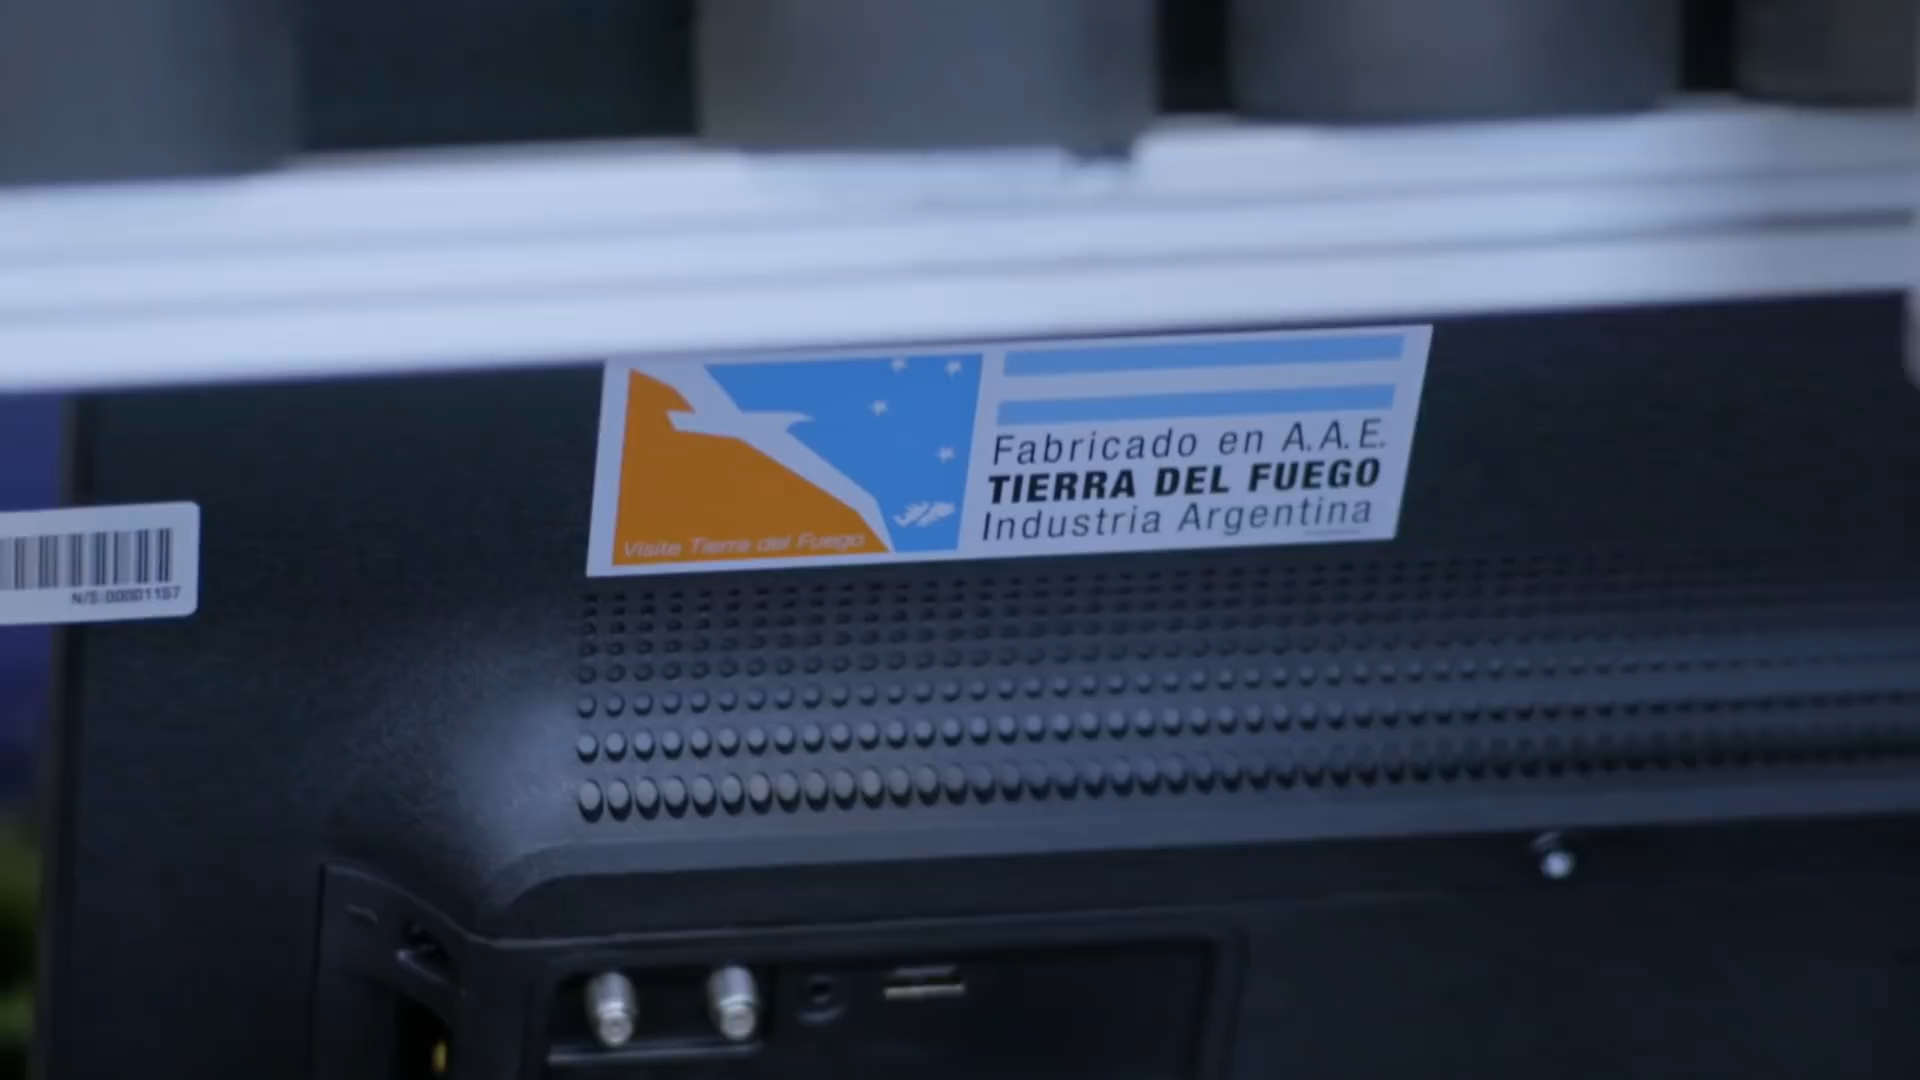 Fabricado en A.A.E.
TIERRA DEL FUEGO
Industria Argentina
Visite Tierra del Fuego